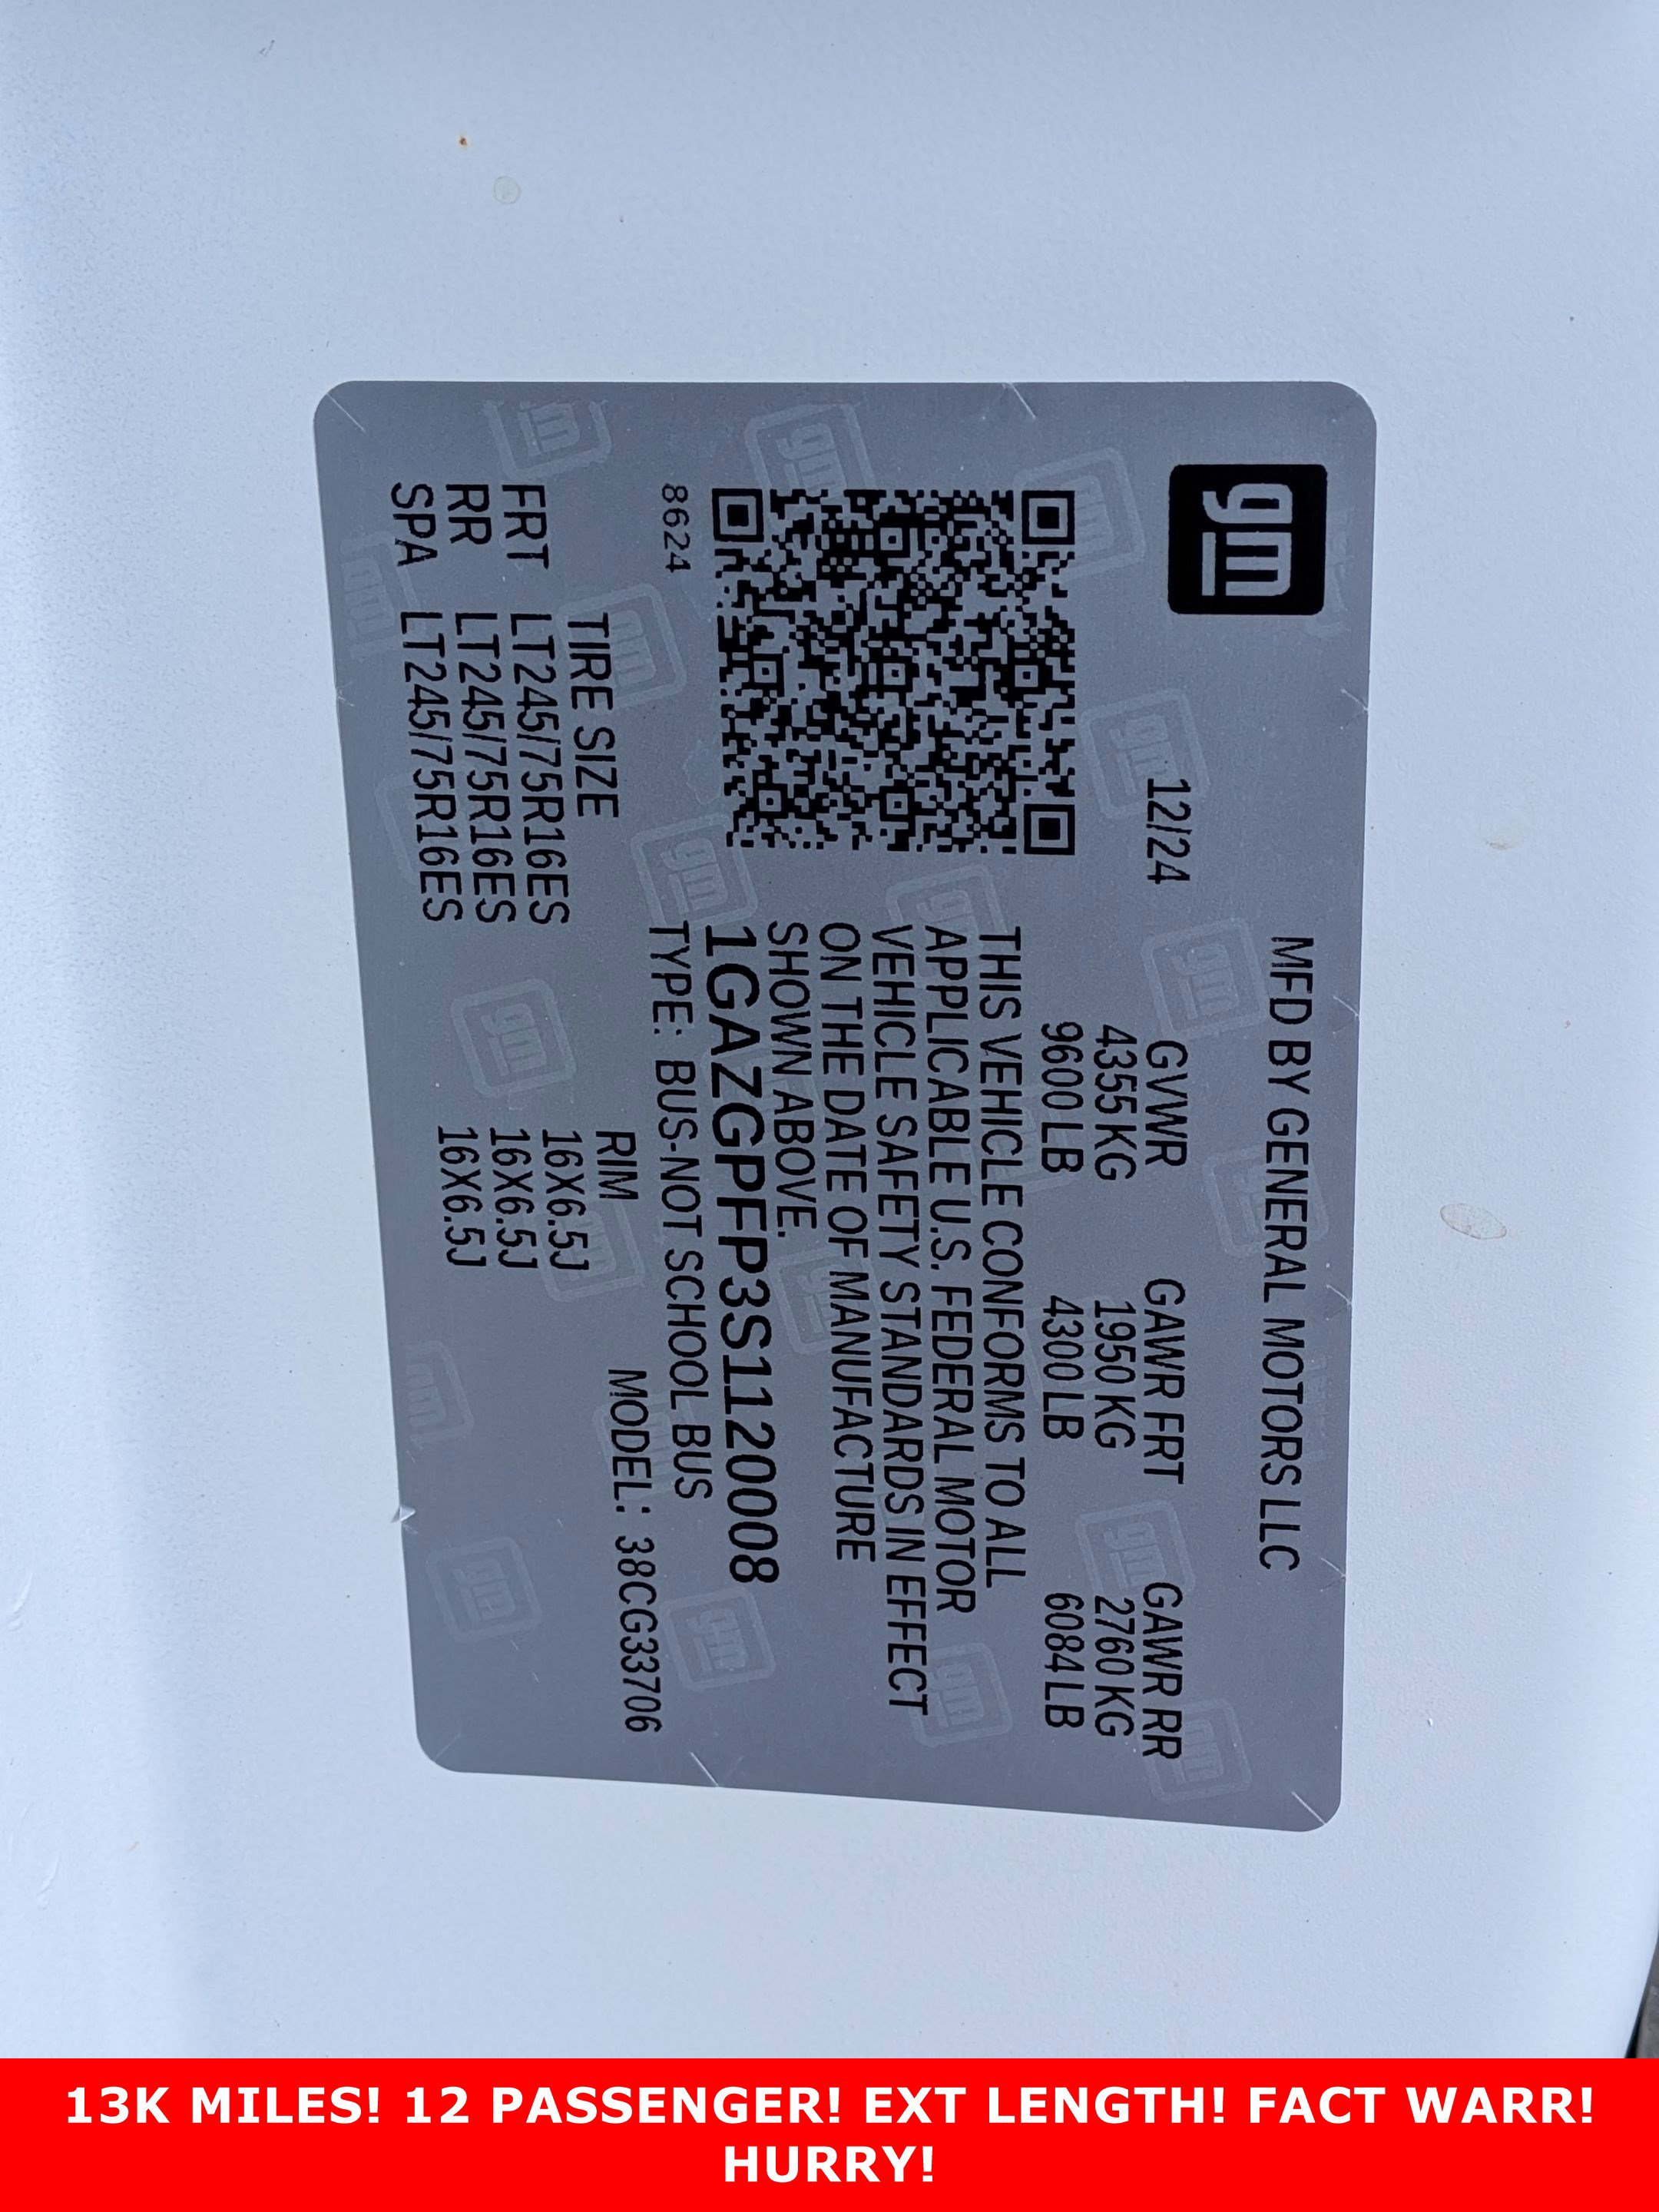 gm
MFD BY GENERAL MOTORS LLC
12/24 GVWR GAWR FRT GAWR RR
4355 KG 1950 KG 2760 KG
9600 LB 4300 LB 6084 LB
THIS VEHICLE CONFORMS TO ALL
APPLICABLE U.S. FEDERAL MOTOR
VEHICLE SAFETY STANDARDS IN EFFECT
ON THE DATE OF MANUFACTURE
SHOWN ABOVE.
1GAZGPFP3S1120008
8624 TYPE: BUS-NOT SCHOOL BUS
TIRE SIZE RIM MODEL: 38CG33706
FRT LT245/75R16ES 16X6.5J
RR LT245/75R16ES 16X6.5J
SPA LT245/75R16ES 16X6.5J
13K MILES! 12 PASSENGER! EXT LENGTH! FACT WARR!
HURRY!